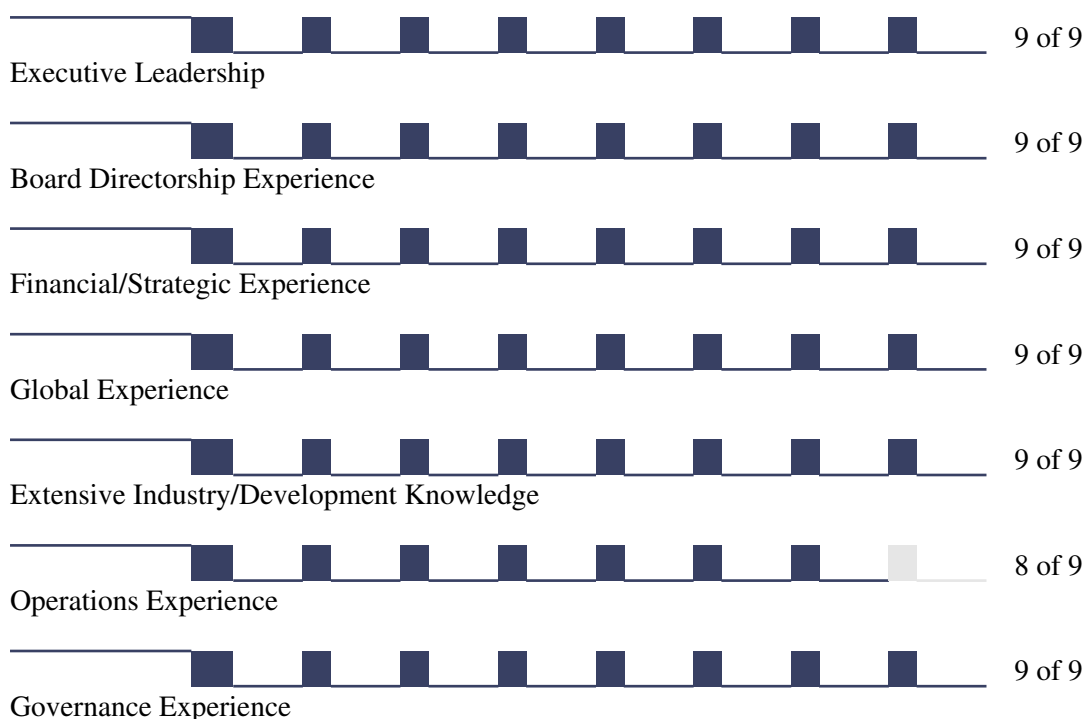 9 of 9
Executive Leadership
9 of 9
Board Directorship Experience
9 of 9
Financial/Strategic Experience
9 of 9
Global Experience
9 of 9
Extensive Industry/Development Knowledge
8 of 9
Operations Experience
9 of 9
Governance Experience